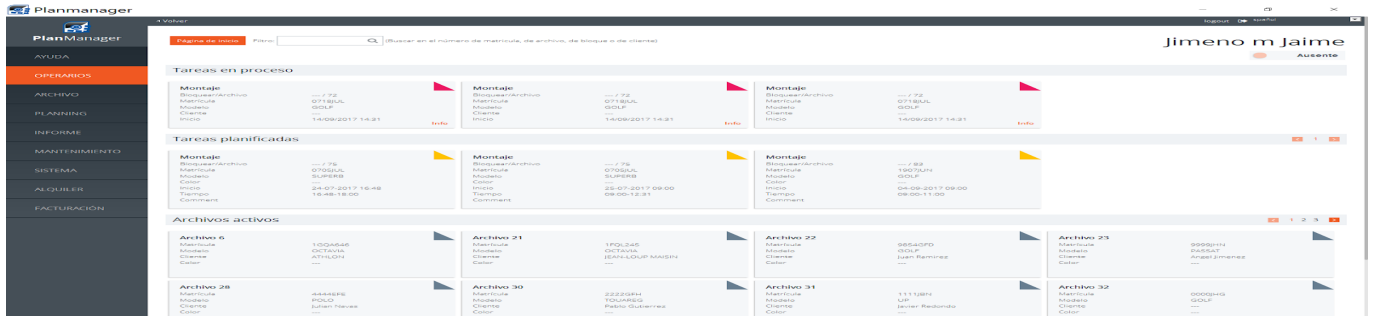 Planmanager
PlanManager
Volver
logout
español
Página de inicio Filtro: (Buscar en el número de matrícula, de archivo, de bloque o de cliente)
Jimeno m Jaime
Ausente
AYUDA
OPERARIOS
ARCHIVO
PLANNING
INFORME
MANTENIMIENTO
SISTEMA
ALQUILER
FACTURACIÓN
Tareas en proceso
Montaje
Bloquear/Archivo --- / 72
Matrícula 0718JUL
Modelo GOLF
Cliente ---
Inicio 14/09/2017 14:21
Info
Montaje
Bloquear/Archivo --- / 72
Matrícula 0718JUL
Modelo GOLF
Cliente ---
Inicio 14/09/2017 14:21
Info
Montaje
Bloquear/Archivo --- / 72
Matrícula 0718JUL
Modelo GOLF
Cliente ---
Inicio 14/09/2017 14:21
Info
Tareas planificadas
1
Montaje
Bloquear/Archivo --- / 75
Matrícula 0705JUL
Modelo SUPERB
Color ---
Inicio 24-07-2017 15:48
Tiempo 16:46-18:00
Comment
Montaje
Bloquear/Archivo --- / 75
Matrícula 0705JUL
Modelo SUPERB
Color ---
Inicio 25-07-2017 09:00
Tiempo 09:00-12:31
Comment
Montaje
Bloquear/Archivo --- / 83
Matrícula 1907JUN
Modelo GOLF
Color ---
Inicio 04-09-2017 09:00
Tiempo 09:00-11:00
Comment
Archivos activos
1 2 3
Archivo 6
Matrícula 1GQA646
Modelo OCTAVIA
Cliente ATHLON
Color ---
Archivo 21
Matrícula 1FQL245
Modelo OCTAVIA
Cliente JEAN-LOUP MAISIN
Color ---
Archivo 22
Matrícula 9854GFD
Modelo GOLF
Cliente Juan Ramirez
Color ---
Archivo 23
Matrícula 9999JHN
Modelo PASSAT
Cliente Angel Jimenez
Color ---
Archivo 28
Matrícula 4444EFE
Modelo POLO
Cliente Julian Navas
Color ---
Archivo 30
Matrícula 2222GFH
Modelo TOUAREG
Cliente Pablo Gutierrez
Color ---
Archivo 31
Matrícula 1111JBN
Modelo UP
Cliente Javier Redondo
Color ---
Archivo 32
Matrícula 0000JHG
Modelo GOLF
Cliente ---
Color ---